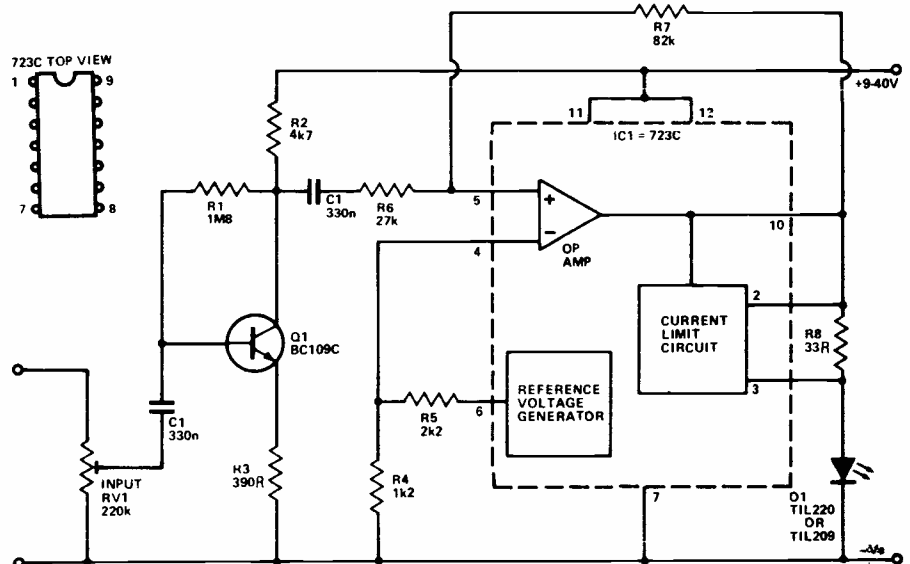 R7
82k
723C TOP VIEW
1
9
+9-40V
11
12
IC1 = 723C
R2
4k7
R1
1M8
C1
330n
R6
27k
5
+
−
4
OP
AMP
10
7
8
2
CURRENT
LIMIT
CIRCUIT
R8
33R
3
Q1
BC109C
REFERENCE
VOLTAGE
GENERATOR
R5
2k2
6
C1
330n
INPUT
RV1
220k
R3
390R
R4
1k2
7
D1
TIL220
OR
TIL209